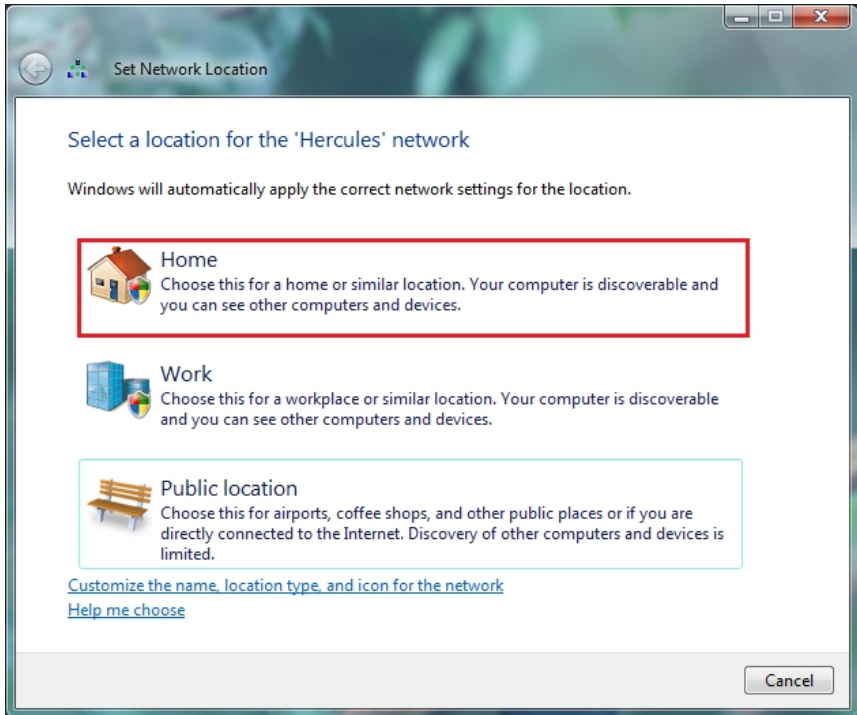 Set Network Location
Select a location for the 'Hercules' network
Windows will automatically apply the correct network settings for the location.
Home
Choose this for a home or similar location. Your computer is discoverable and
you can see other computers and devices.
Work
Choose this for a workplace or similar location. Your computer is discoverable
and you can see other computers and devices.
Public location
Choose this for airports, coffee shops, and other public places or if you are
directly connected to the Internet. Discovery of other computers and devices is
limited.
Customize the name, location type, and icon for the network
Help me choose
Cancel